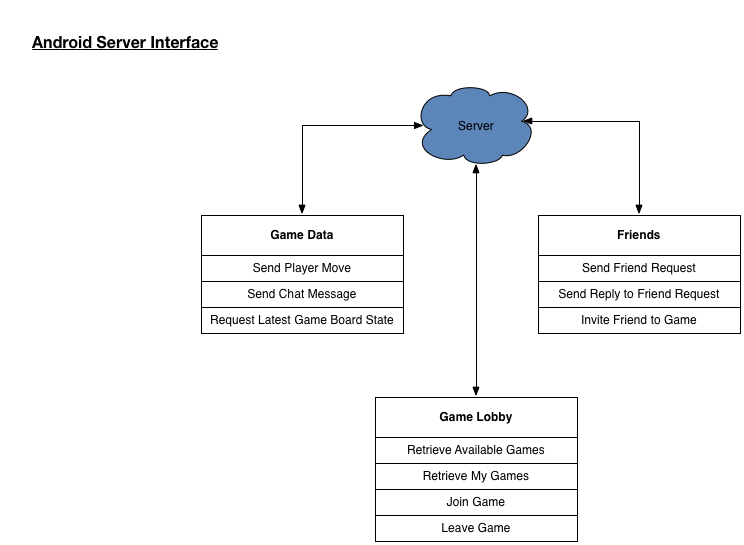 Android Server Interface
Server
Game Data
Send Player Move
Send Chat Message
Request Latest Game Board State
Friends
Send Friend Request
Send Reply to Friend Request
Invite Friend to Game
Game Lobby
Retrieve Available Games
Retrieve My Games
Join Game
Leave Game